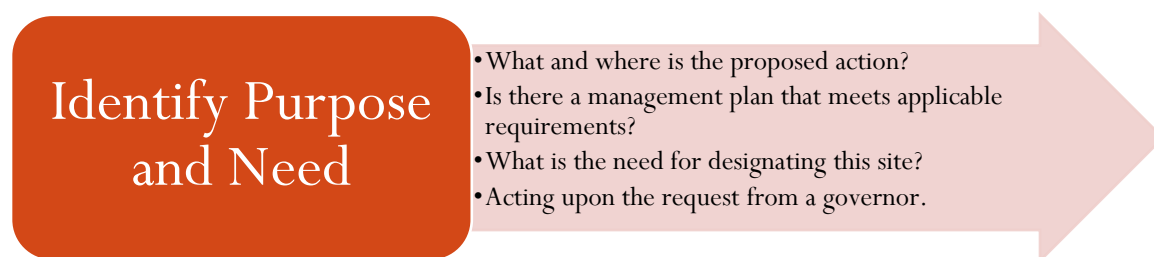 Identify Purpose
and Need
•What and where is the proposed action?
•Is there a management plan that meets applicable
requirements?
•What is the need for designating this site?
•Acting upon the request from a governor.